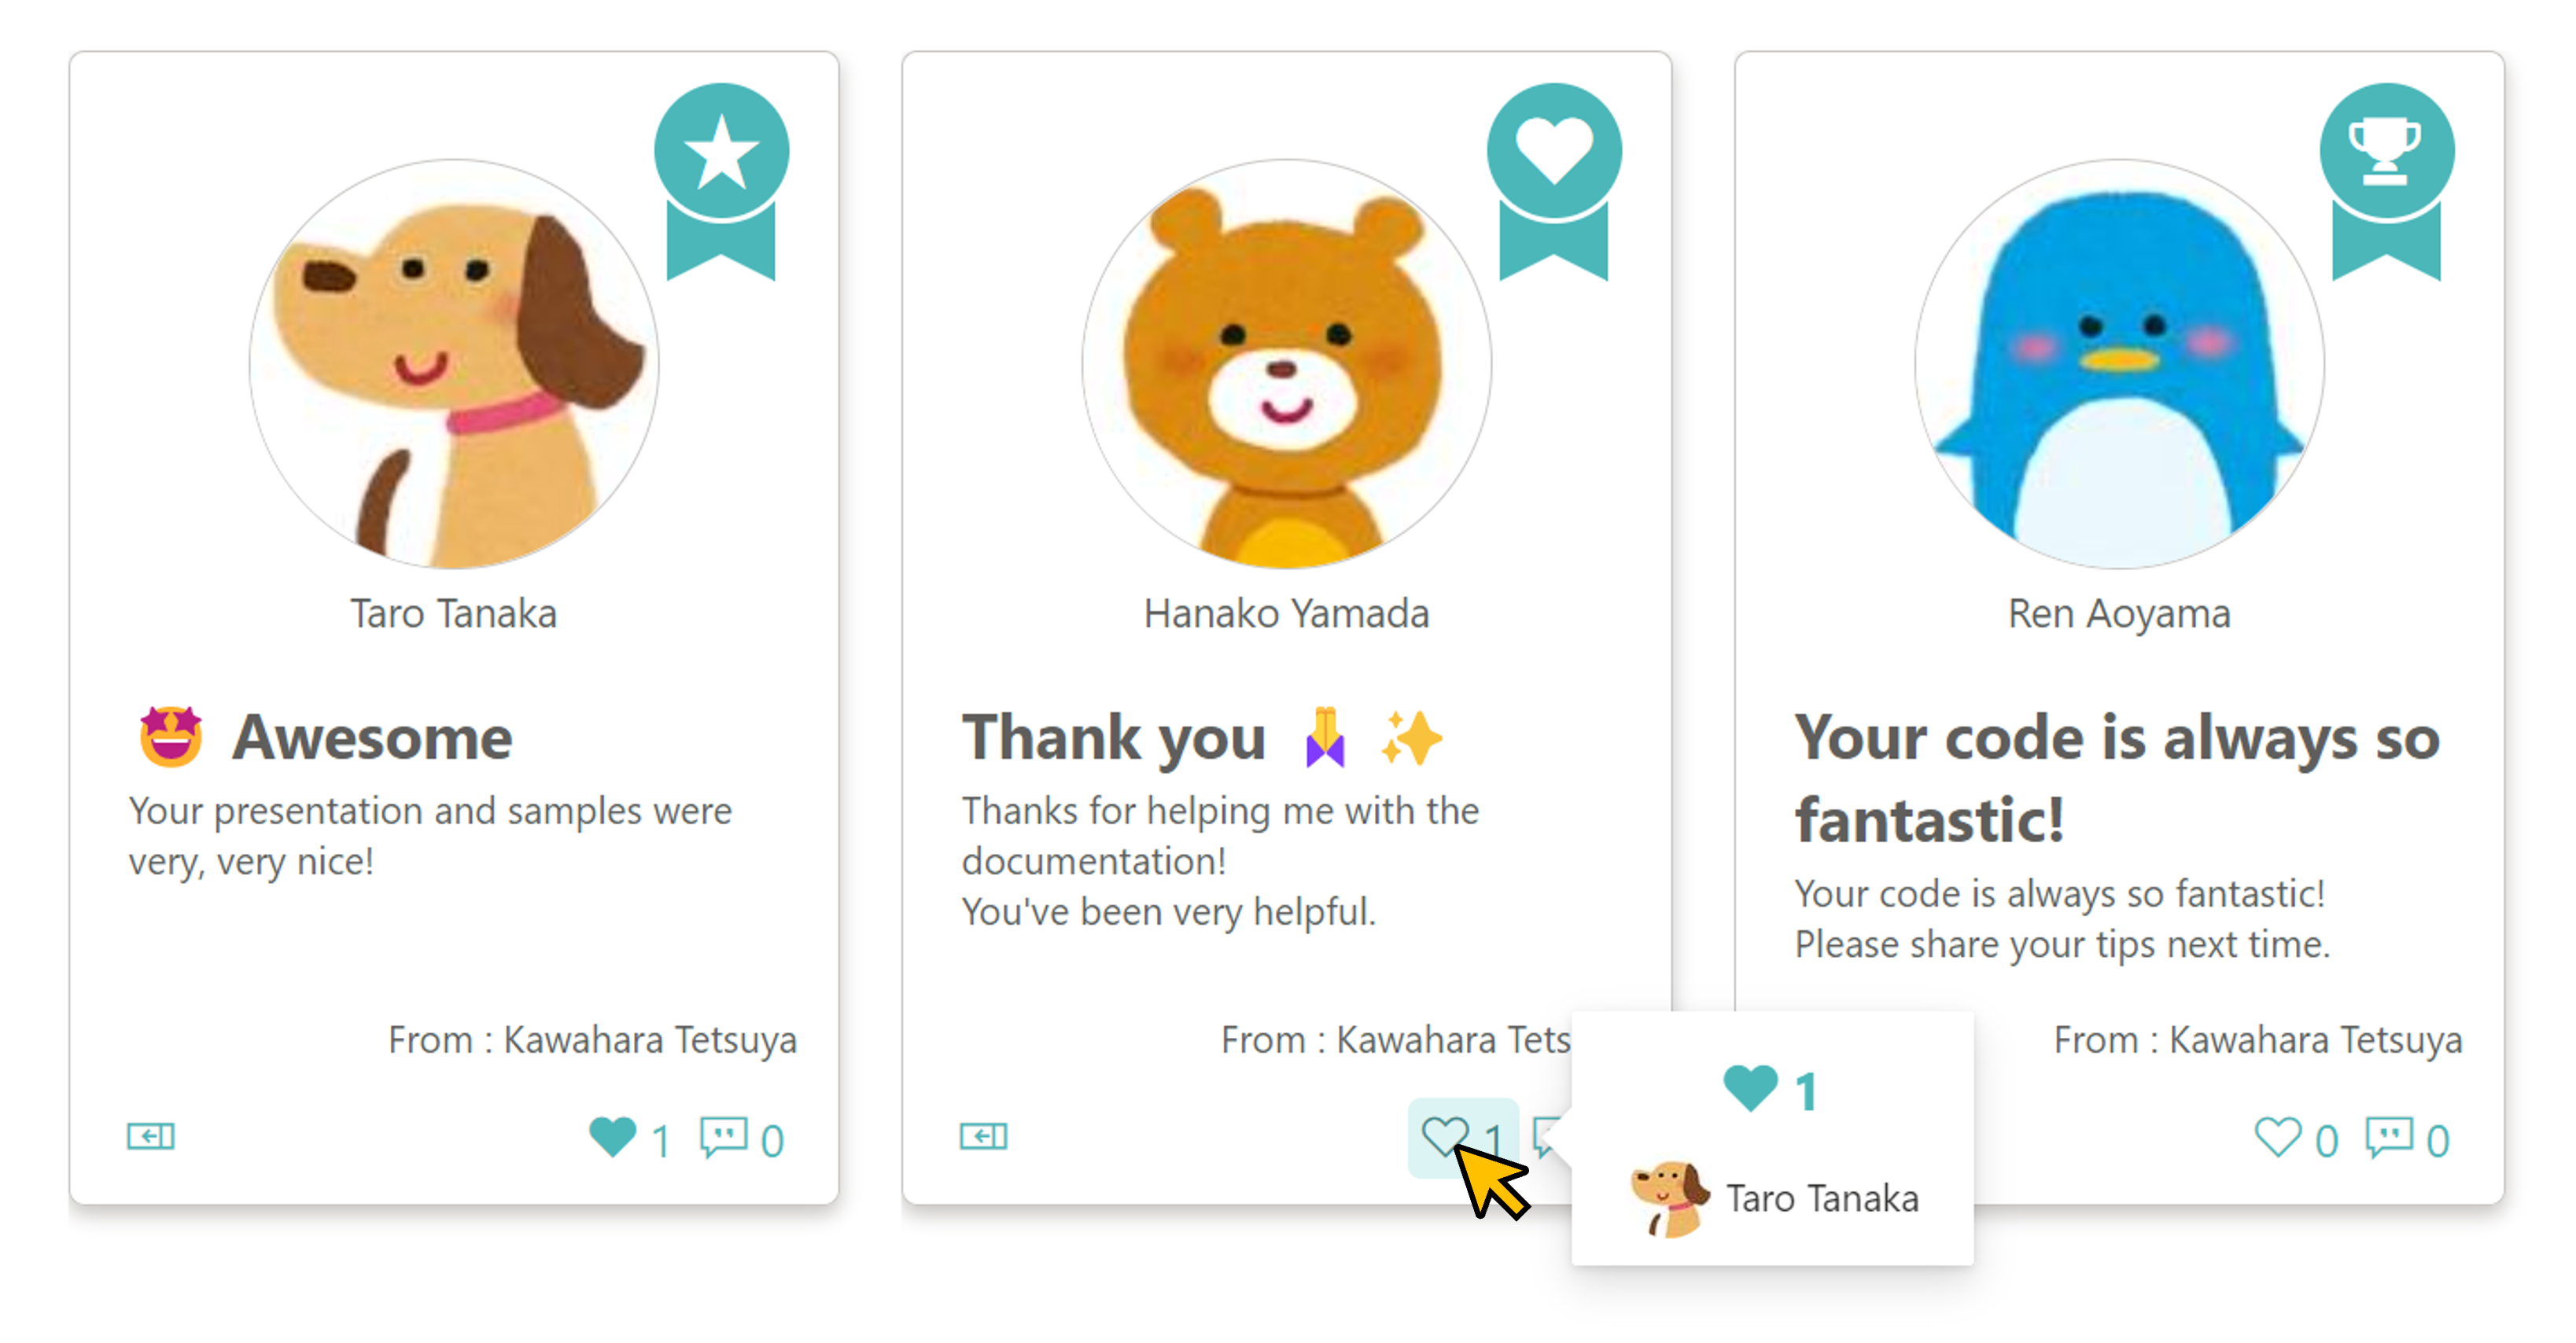 Taro Tanaka
🤩 Awesome
Your presentation and samples were
very, very nice!
From : Kawahara Tetsuya
1 0
Hanako Yamada
Thank you 🙏 ✨
Thanks for helping me with the
documentation!
You've been very helpful.
From : Kawahara Tets
1
1
Taro Tanaka
Ren Aoyama
Your code is always so
fantastic!
Your code is always so fantastic!
Please share your tips next time.
From : Kawahara Tetsuya
0 0